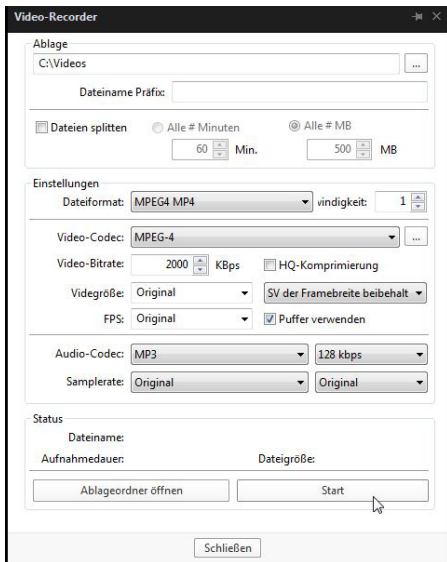 Video-Recorder
Ablage
C:\Videos ...
Dateiname Präfix:
Dateien splitten Alle # Minuten Alle # MB
60 Min. 500 MB
Einstellungen
Dateiformat: MPEG4 MP4 vindigkeit: 1
Video-Codec: MPEG-4 ...
Video-Bitrate: 2000 KBps HQ-Komprimierung
Videgröße: Original SV der Framebreite beibehalt
FPS: Original Puffer verwenden
Audio-Codec: MP3 128 kbps
Samplerate: Original Original
Status
Dateiname:
Aufnahmedauer: Dateigröße:
Ablageordner öffnen Start
Schließen